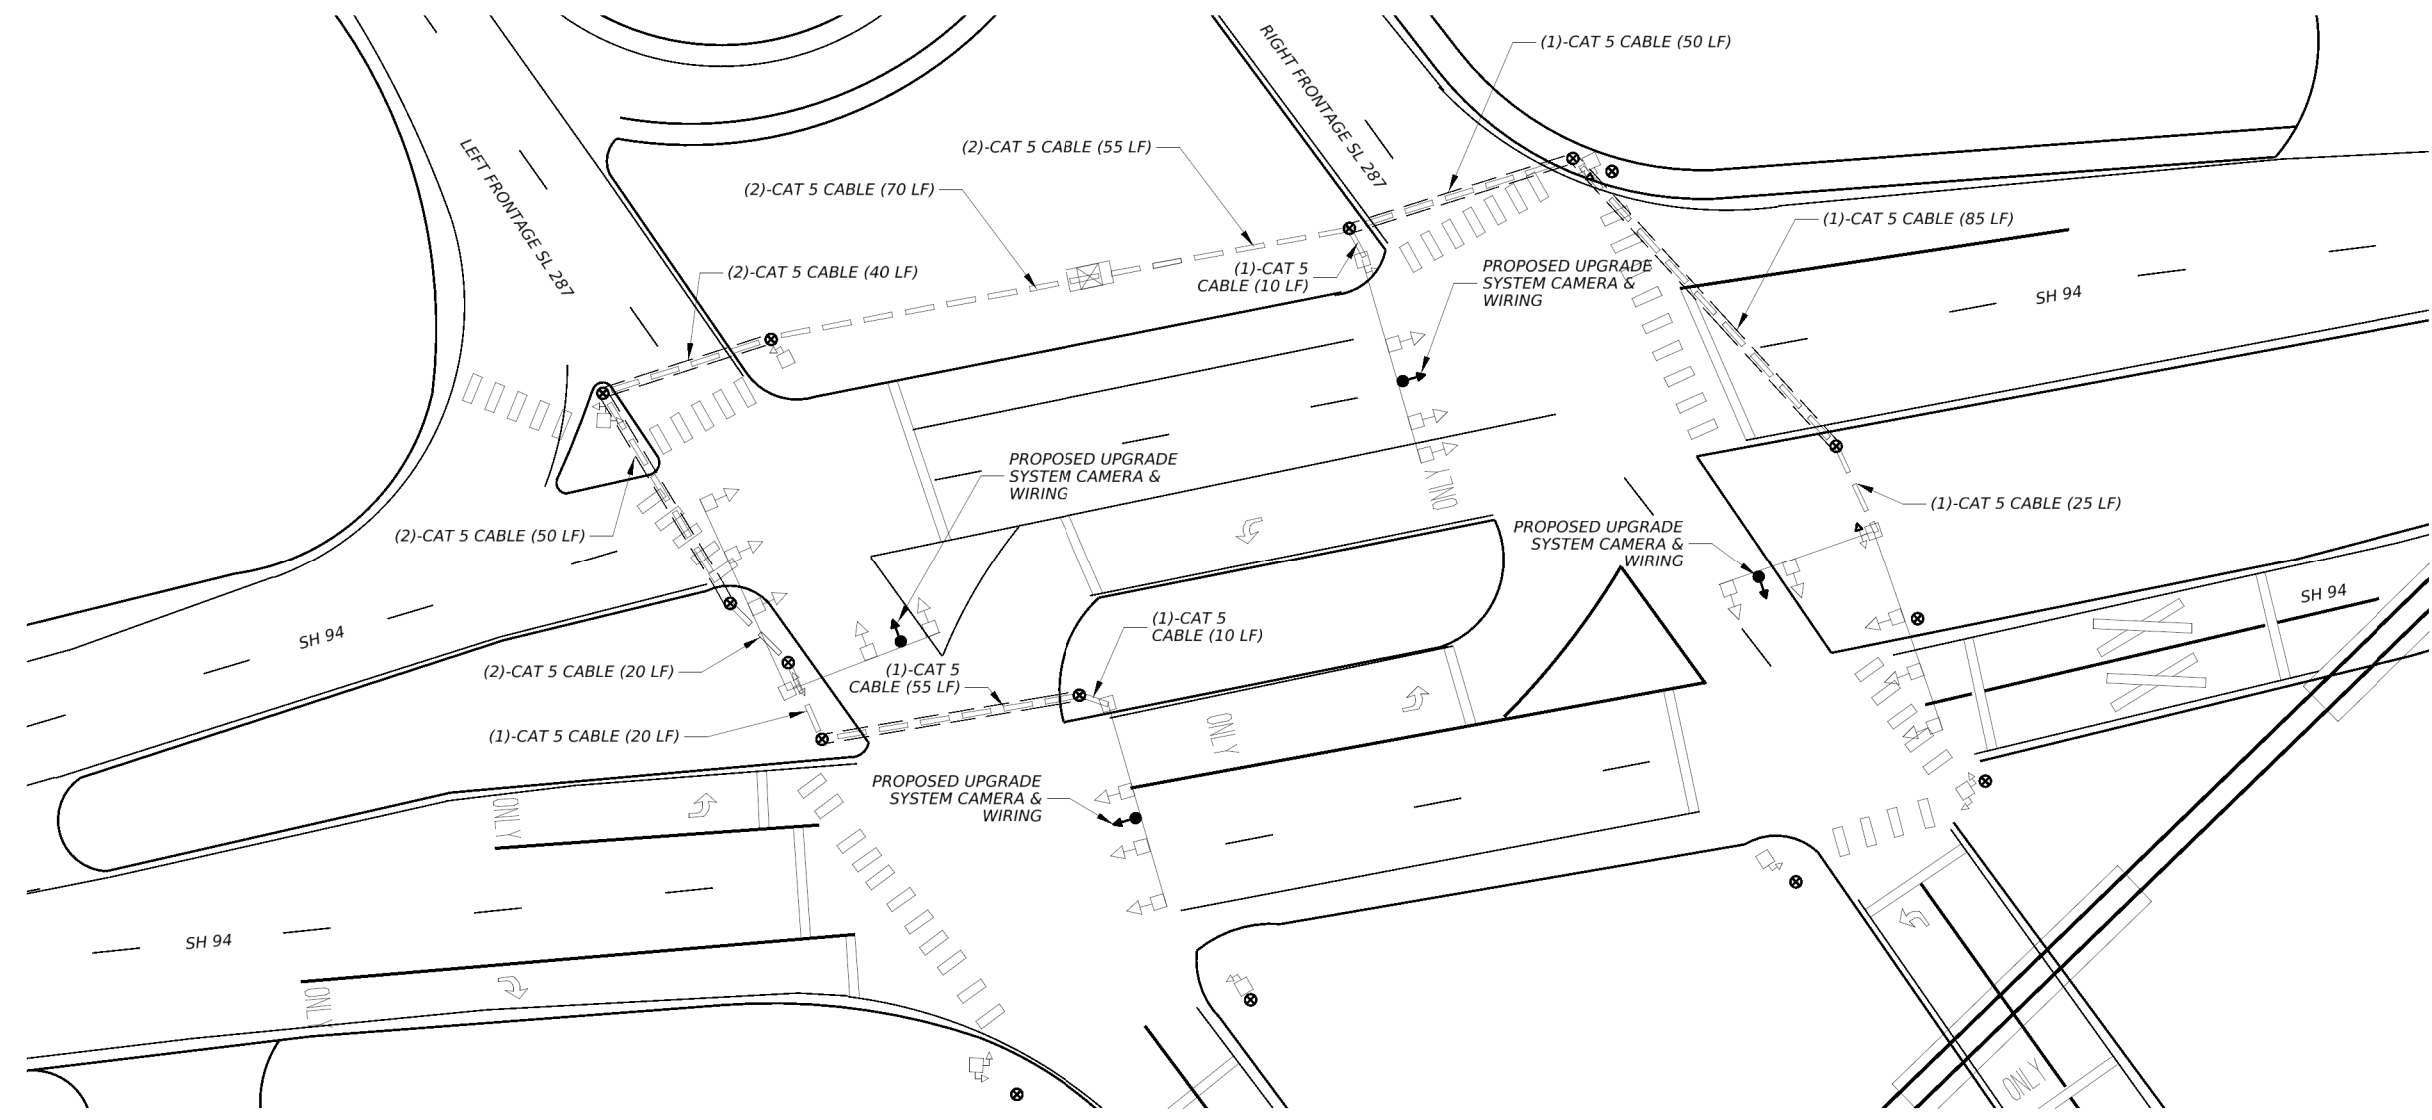 (1)-CAT 5 CABLE (50 LF)
RIGHT FRONTAGE SL 287
(2)-CAT 5 CABLE (55 LF)
LEFT FRONTAGE SL 287
(2)-CAT 5 CABLE (70 LF)
(1)-CAT 5 CABLE (85 LF)
(2)-CAT 5 CABLE (40 LF)
(1)-CAT 5
CABLE (10 LF)
PROPOSED UPGRADE
SYSTEM CAMERA &
WIRING
SH 94
PROPOSED UPGRADE
SYSTEM CAMERA &
WIRING
ONLY
(1)-CAT 5 CABLE (25 LF)
(2)-CAT 5 CABLE (50 LF)
PROPOSED UPGRADE
SYSTEM CAMERA &
WIRING
SH 94
SH 94
(1)-CAT 5
CABLE (10 LF)
(2)-CAT 5 CABLE (20 LF)
(1)-CAT 5
CABLE (55 LF)
(1)-CAT 5 CABLE (20 LF)
ONLY
PROPOSED UPGRADE
SYSTEM CAMERA &
WIRING
ONLY
SH 94
ONLY
ONLY